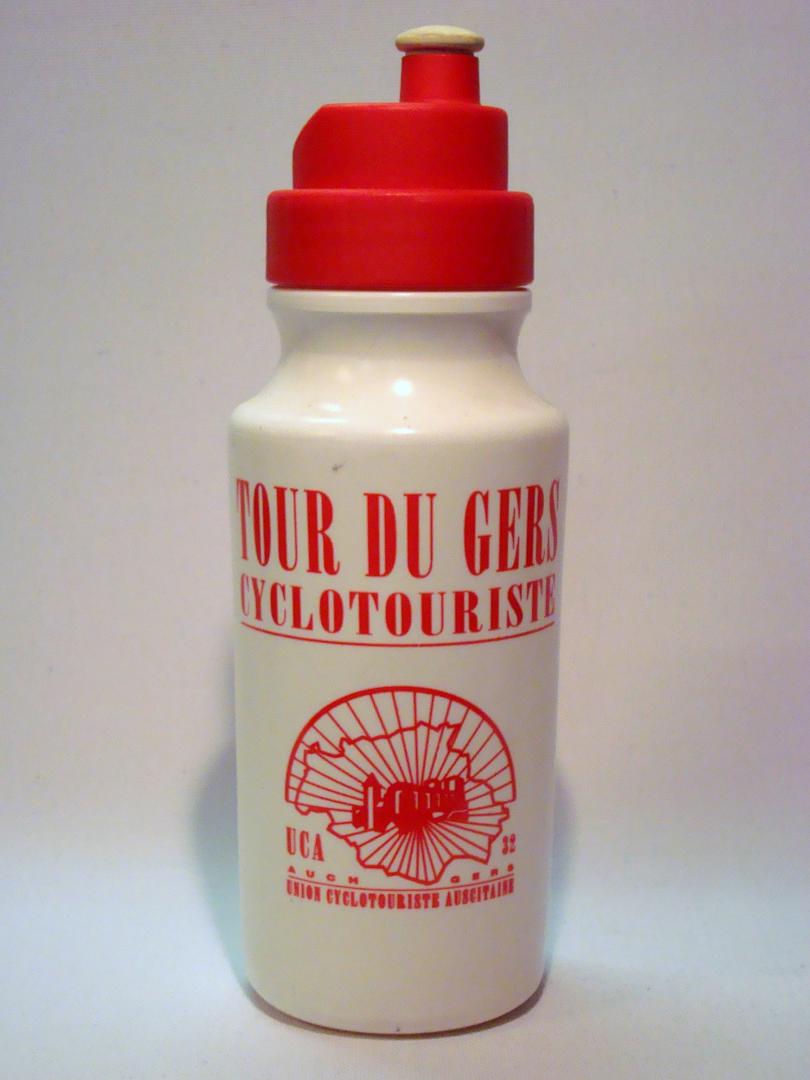 TOUR DU GERS
CYCLOTOURISTE
UCA 32
AUCH GERS
UNION CYCLOTOURISTE AUSCITAINE